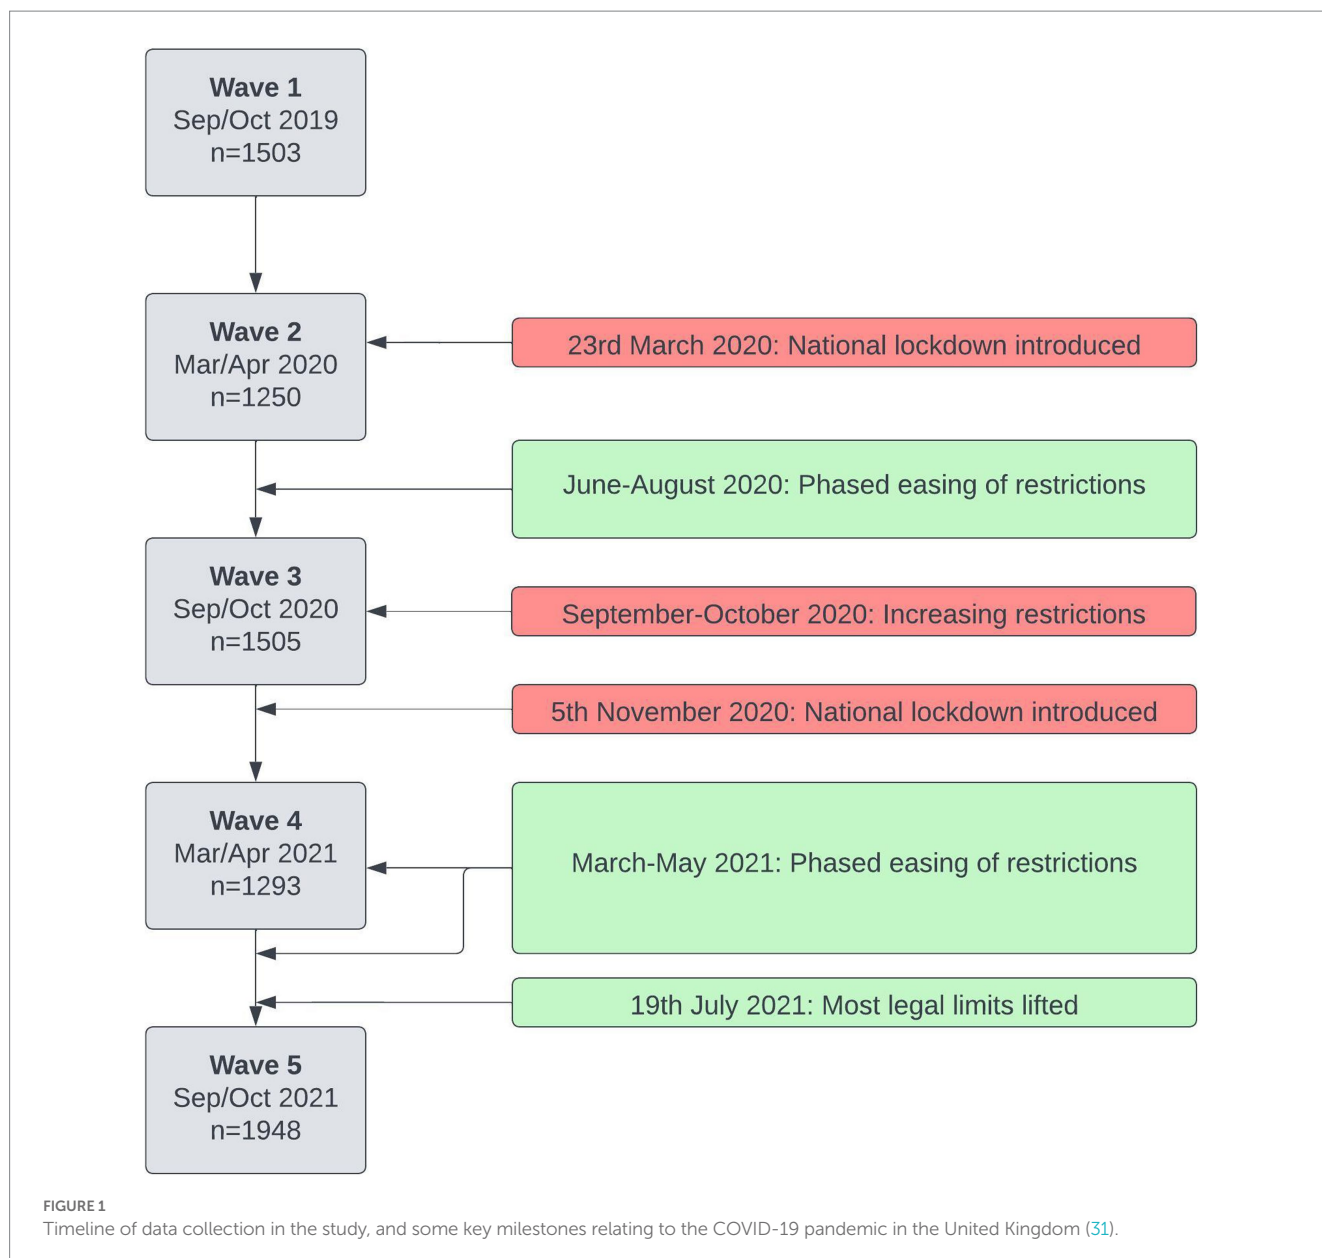 Wave 1
Sep/Oct 2019
n=1503
Wave 2
Mar/Apr 2020
n=1250
23rd March 2020: National lockdown introduced
June-August 2020: Phased easing of restrictions
Wave 3
Sep/Oct 2020
n=1505
September-October 2020: Increasing restrictions
5th November 2020: National lockdown introduced
Wave 4
Mar/Apr 2021
n=1293
March-May 2021: Phased easing of restrictions
19th July 2021: Most legal limits lifted
Wave 5
Sep/Oct 2021
n=1948
FIGURE 1
Timeline of data collection in the study, and some key milestones relating to the COVID-19 pandemic in the United Kingdom (31).